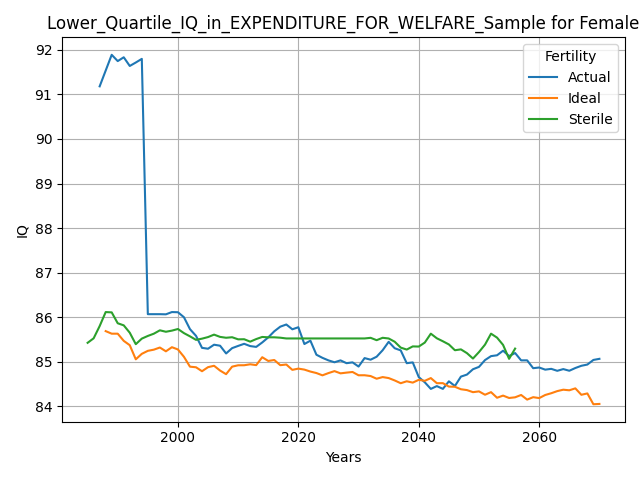 Lower_Quartile_IQ_in_EXPENDITURE_FOR_WELFARE_Sample for Female
Fertility
Actual
Ideal
Sterile
92
91
90
89
88
87
86
85
84
IQ
2000
2020
2040
2060
Years